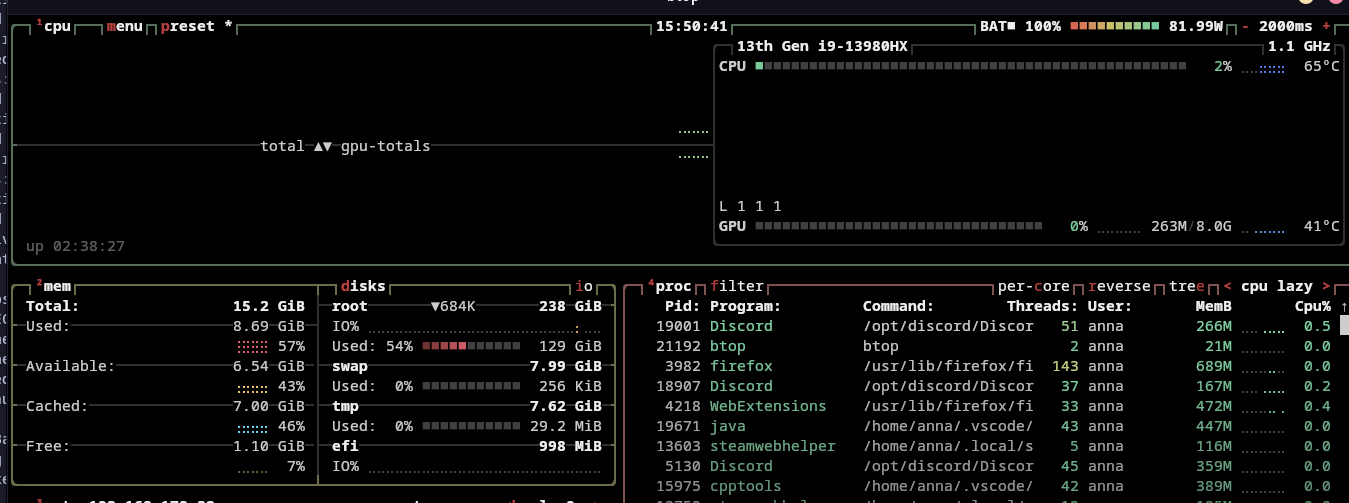 ¹cpu menu preset * 15:50:41 BAT■ 100% 81.99W - 2000ms +
13th Gen i9-13980HX 1.1 GHz
CPU 2% 65°C
total ▲▼ gpu-totals
L 1 1 1
GPU 0% 263M/8.0G 41°C
up 02:38:27
²mem
Total: 15.2 GiB
Used: 8.69 GiB
57%
Available: 6.54 GiB
43%
Cached: 7.00 GiB
46%
Free: 1.10 GiB
7%
disks io
root ▼684K 238 GiB
IO%
Used: 54% 129 GiB
swap 7.99 GiB
Used: 0% 256 KiB
tmp 7.62 GiB
Used: 0% 29.2 MiB
efi 998 MiB
IO%
⁴proc filter per-core reverse tree < cpu lazy >
Pid: Program: Command: Threads: User: MemB Cpu% ↑
19001 Discord /opt/discord/Discor 51 anna 266M 0.5
21192 btop btop 2 anna 21M 0.0
3982 firefox /usr/lib/firefox/fi 143 anna 689M 0.0
18907 Discord /opt/discord/Discor 37 anna 167M 0.2
4218 WebExtensions /usr/lib/firefox/fi 33 anna 472M 0.4
19671 java /home/anna/.vscode/ 43 anna 447M 0.0
13603 steamwebhelper /home/anna/.local/s 5 anna 116M 0.0
5130 Discord /opt/discord/Discor 45 anna 359M 0.0
15975 cpptools /home/anna/.vscode/ 42 anna 389M 0.0